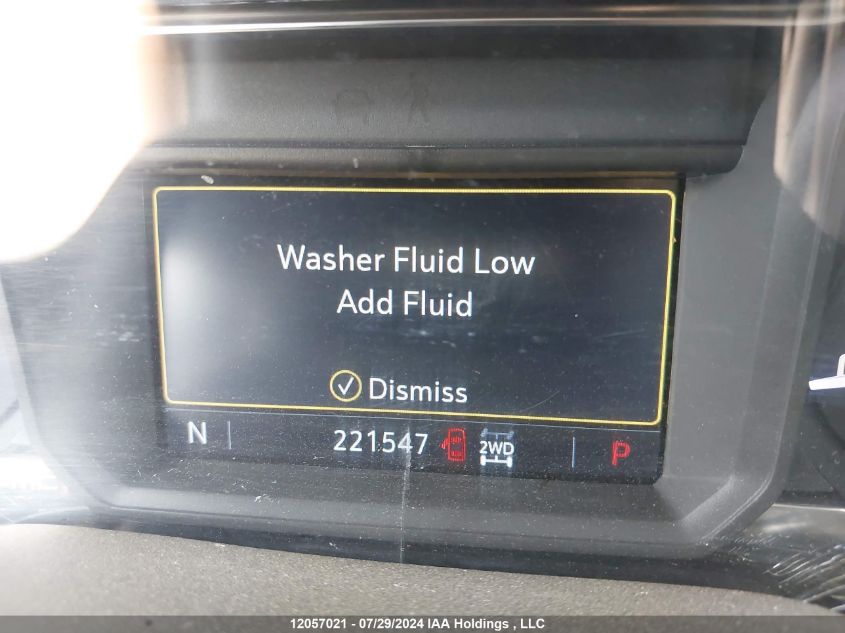 Washer Fluid Low
Add Fluid
Dismiss
N 221547 2WD P
12057021 - 07/29/2024 IAA Holdings , LLC